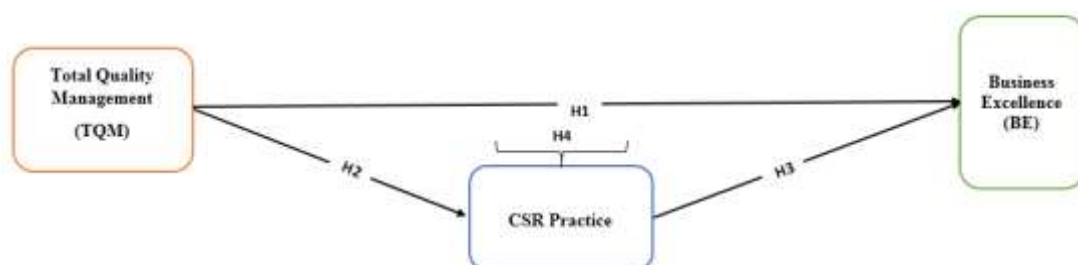 Total Quality
Management
(TQM)
H1
H4
H2
CSR Practice
H3
Business
Excellence
(BE)